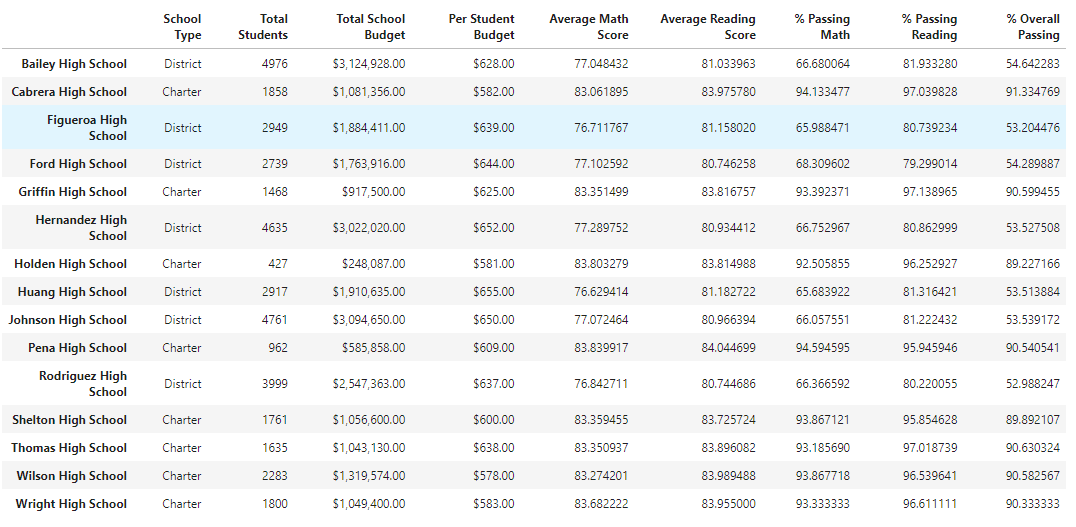 School Type Total Students Total School Budget Per Student Budget Average Math Score Average Reading Score % Passing Math % Passing Reading % Overall Passing
Bailey High School District 4976 $3,124,928.00 $628.00 77.048432 81.033963 66.680064 81.933280 54.642283
Cabrera High School Charter 1858 $1,081,356.00 $582.00 83.061895 83.975780 94.133477 97.039828 91.334769
Figueroa High School District 2949 $1,884,411.00 $639.00 76.711767 81.158020 65.988471 80.739234 53.204476
Ford High School District 2739 $1,763,916.00 $644.00 77.102592 80.746258 68.309602 79.299014 54.289887
Griffin High School Charter 1468 $917,500.00 $625.00 83.351499 83.816757 93.392371 97.138965 90.599455
Hernandez High School District 4635 $3,022,020.00 $652.00 77.289752 80.934412 66.752967 80.862999 53.527508
Holden High School Charter 427 $248,087.00 $581.00 83.803279 83.814988 92.505855 96.252927 89.227166
Huang High School District 2917 $1,910,635.00 $655.00 76.629414 81.182722 65.683922 81.316421 53.513884
Johnson High School District 4761 $3,094,650.00 $650.00 77.072464 80.966394 66.057551 81.222432 53.539172
Pena High School Charter 962 $585,858.00 $609.00 83.839917 84.044699 94.594595 95.945946 90.540541
Rodriguez High School District 3999 $2,547,363.00 $637.00 76.842711 80.744686 66.366592 80.220055 52.988247
Shelton High School Charter 1761 $1,056,600.00 $600.00 83.359455 83.725724 93.867121 95.854628 89.892107
Thomas High School Charter 1635 $1,043,130.00 $638.00 83.350937 83.896082 93.185690 97.018739 90.630324
Wilson High School Charter 2283 $1,319,574.00 $578.00 83.274201 83.989488 93.867718 96.539641 90.582567
Wright High School Charter 1800 $1,049,400.00 $583.00 83.682222 83.955000 93.333333 96.611111 90.333333